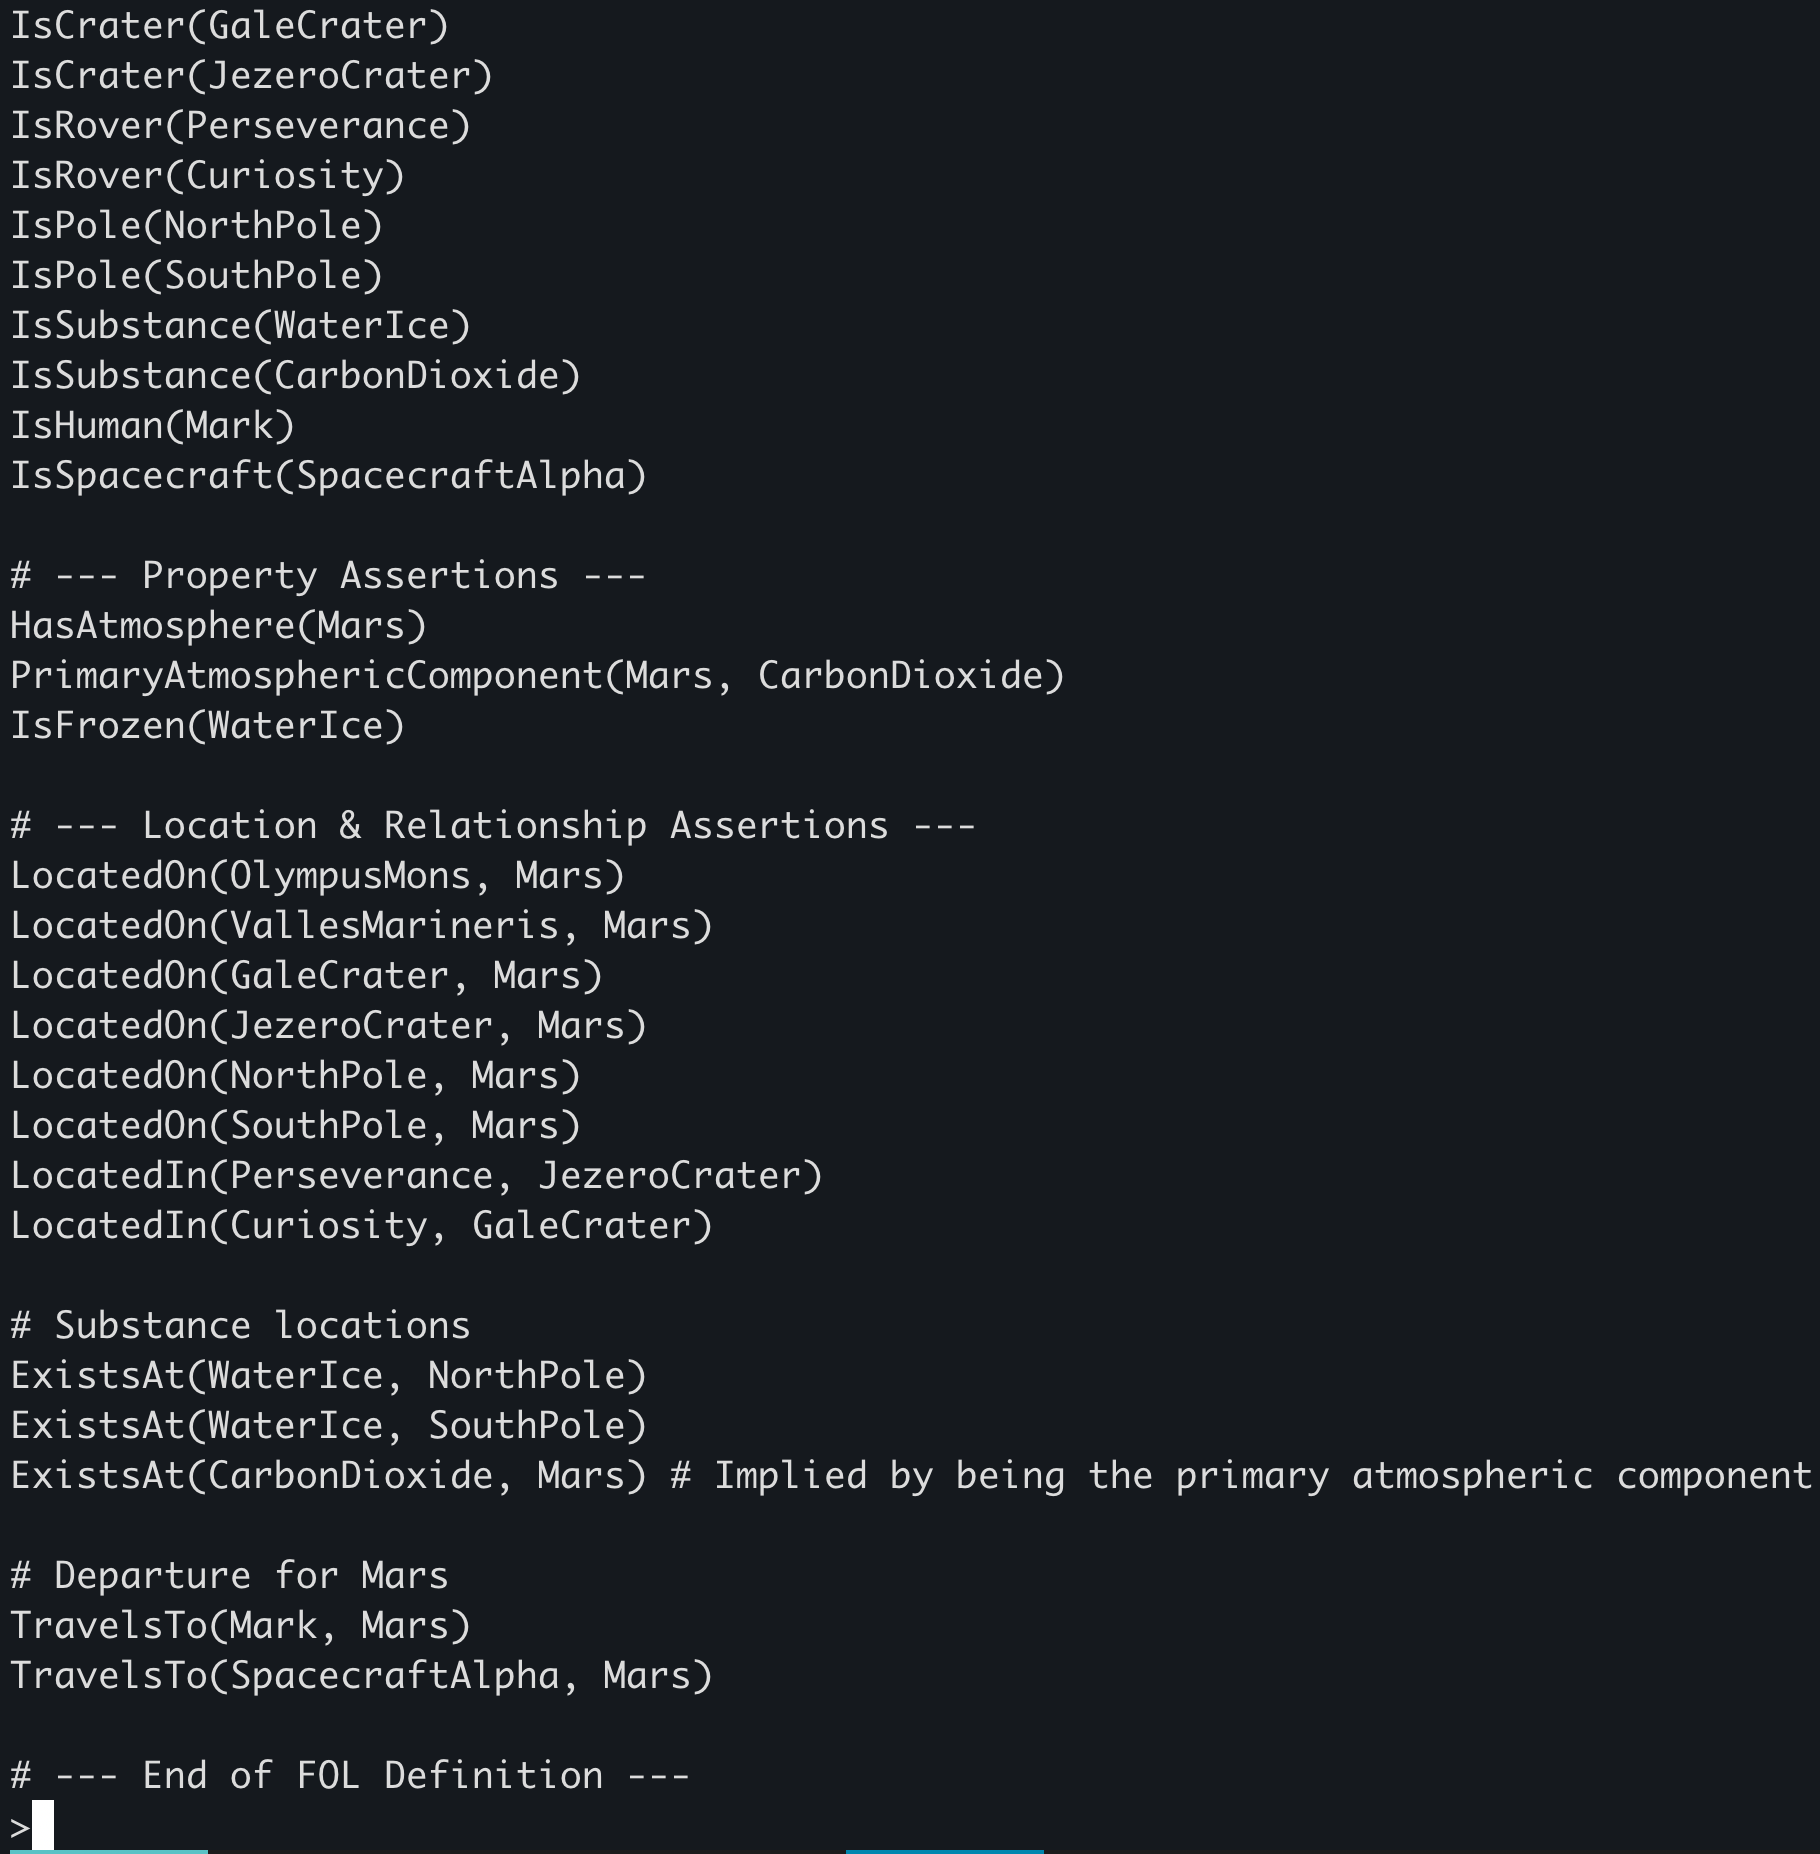 IsCrater(GaleCrater)
IsCrater(JezeroCrater)
IsRover(Perseverance)
IsRover(Curiosity)
IsPole(NorthPole)
IsPole(SouthPole)
IsSubstance(WaterIce)
IsSubstance(CarbonDioxide)
IsHuman(Mark)
IsSpacecraft(SpacecraftAlpha)

# --- Property Assertions ---
HasAtmosphere(Mars)
PrimaryAtmosphericComponent(Mars, CarbonDioxide)
IsFrozen(WaterIce)

# --- Location & Relationship Assertions ---
LocatedOn(OlympusMons, Mars)
LocatedOn(VallesMarineris, Mars)
LocatedOn(GaleCrater, Mars)
LocatedOn(JezeroCrater, Mars)
LocatedOn(NorthPole, Mars)
LocatedOn(SouthPole, Mars)
LocatedIn(Perseverance, JezeroCrater)
LocatedIn(Curiosity, GaleCrater)

# Substance locations
ExistsAt(WaterIce, NorthPole)
ExistsAt(WaterIce, SouthPole)
ExistsAt(CarbonDioxide, Mars) # Implied by being the primary atmospheric component

# Departure for Mars
TravelsTo(Mark, Mars)
TravelsTo(SpacecraftAlpha, Mars)

# --- End of FOL Definition ---
>